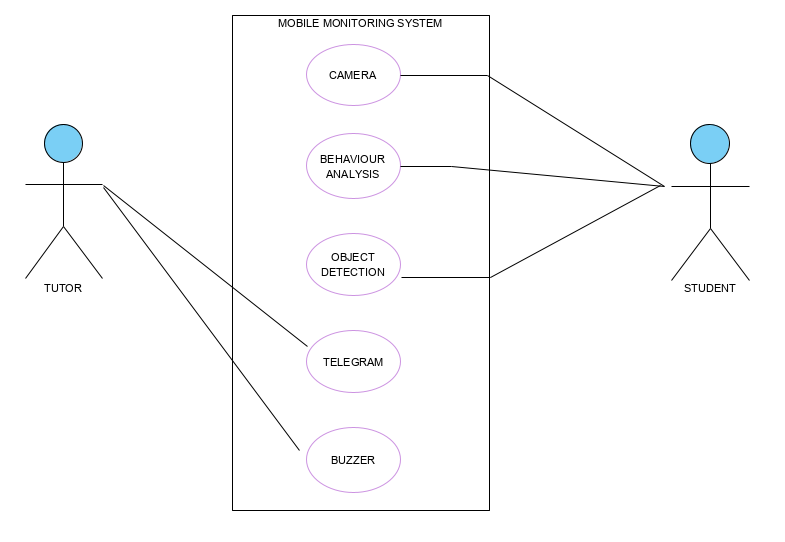 MOBILE MONITORING SYSTEM
CAMERA
BEHAVIOUR
ANALYSIS
OBJECT
DETECTION
TELEGRAM
BUZZER
TUTOR
STUDENT